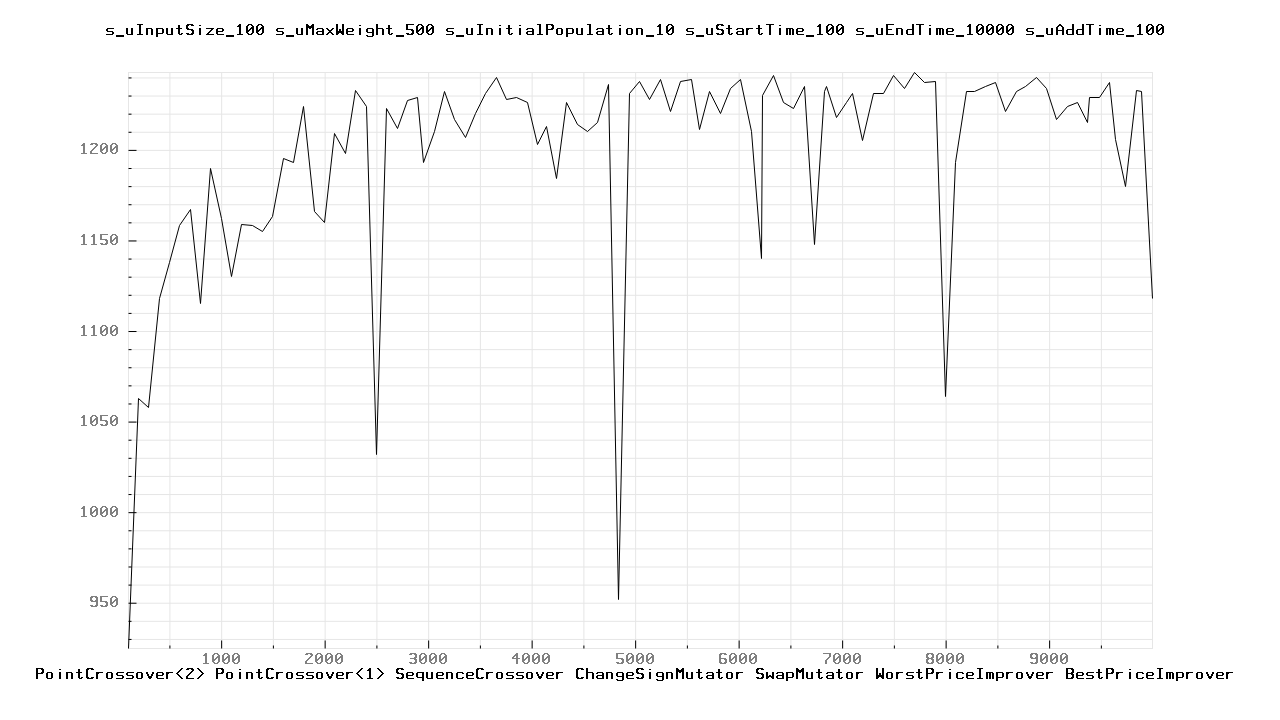 s_uInputSize_100 s_uMaxWeight_500 s_uInitialPopulation_10 s_uStartTime_100 s_uEndTime_10000 s_uAddTime_100
1200
1150
1100
1050
1000
950
1000 2000 3000 4000 5000 6000 7000 8000 9000
PointCrossover<2> PointCrossover<1> SequenceCrossover ChangeSignMutator SwapMutator WorstPriceImprover BestPriceImprover